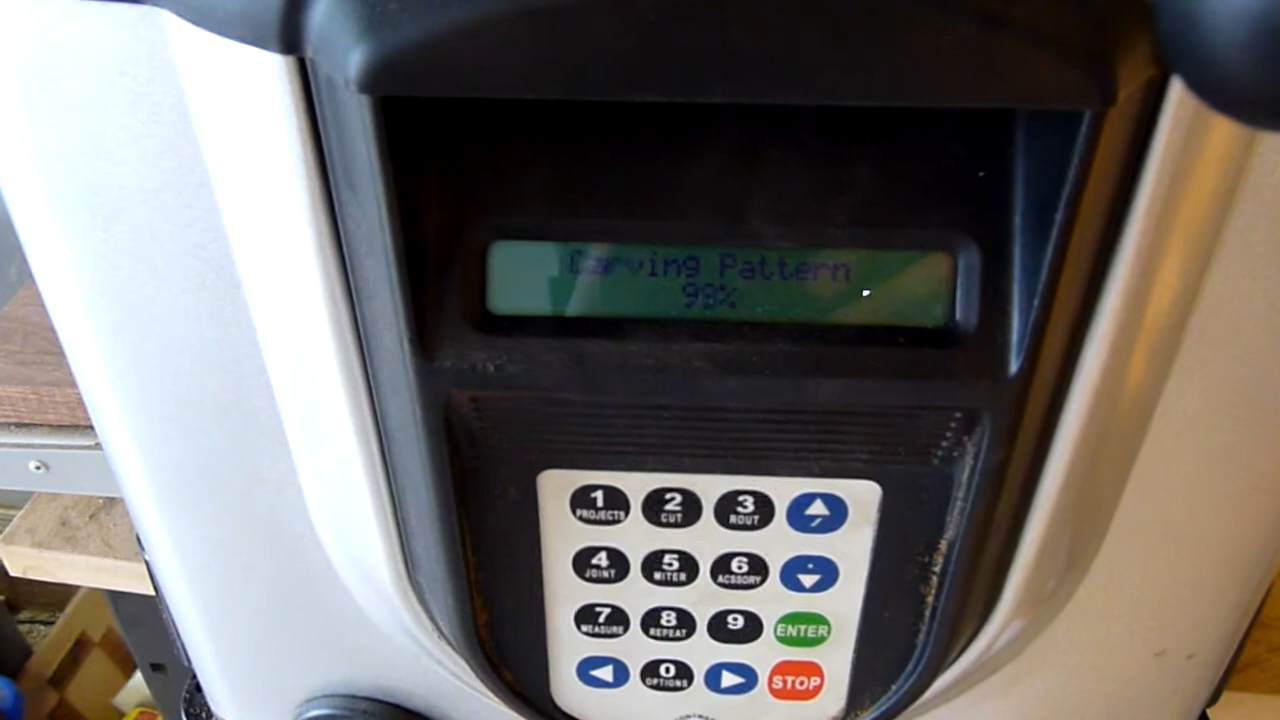 Carving Pattern
99%
1 2 3
PROJECTS CUT ROUT
4 5 6
JOINT MITER ACSSORY
7 8 9 ENTER
MEASURE REPEAT
0 STOP
OPTIONS